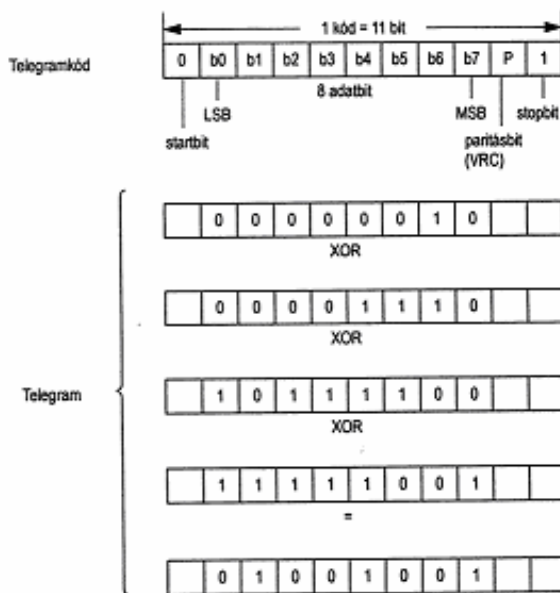 1 kód = 11 bit
Telegramkód
0 b0 b1 b2 b3 b4 b5 b6 b7 P 1
8 adatbit
LSB MSB stopbit
startbit paritásbit
(VRC)
0 0 0 0 0 0 1 0
XOR
0 0 0 0 1 1 1 0
XOR
Telegram
1 0 1 1 1 1 0 0
XOR
1 1 1 1 1 0 0 1
=
0 1 0 0 1 0 0 1